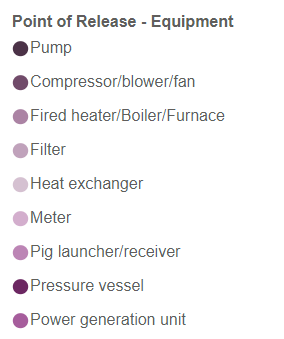 Point of Release - Equipment
Pump
Compressor/blower/fan
Fired heater/Boiler/Furnace
Filter
Heat exchanger
Meter
Pig launcher/receiver
Pressure vessel
Power generation unit